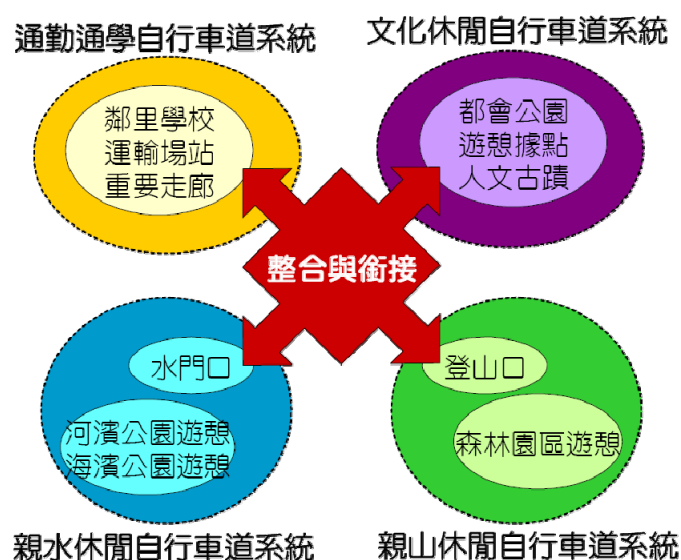 通勤通學自行車道系統
文化休閒自行車道系統
鄰里學校
運輸場站
重要走廊
都會公園
遊憩據點
人文古蹟
整合與銜接
水門口
河濱公園遊憩
海濱公園遊憩
登山口
森林園區遊憩
親水休閒自行車道系統
親山休閒自行車道系統